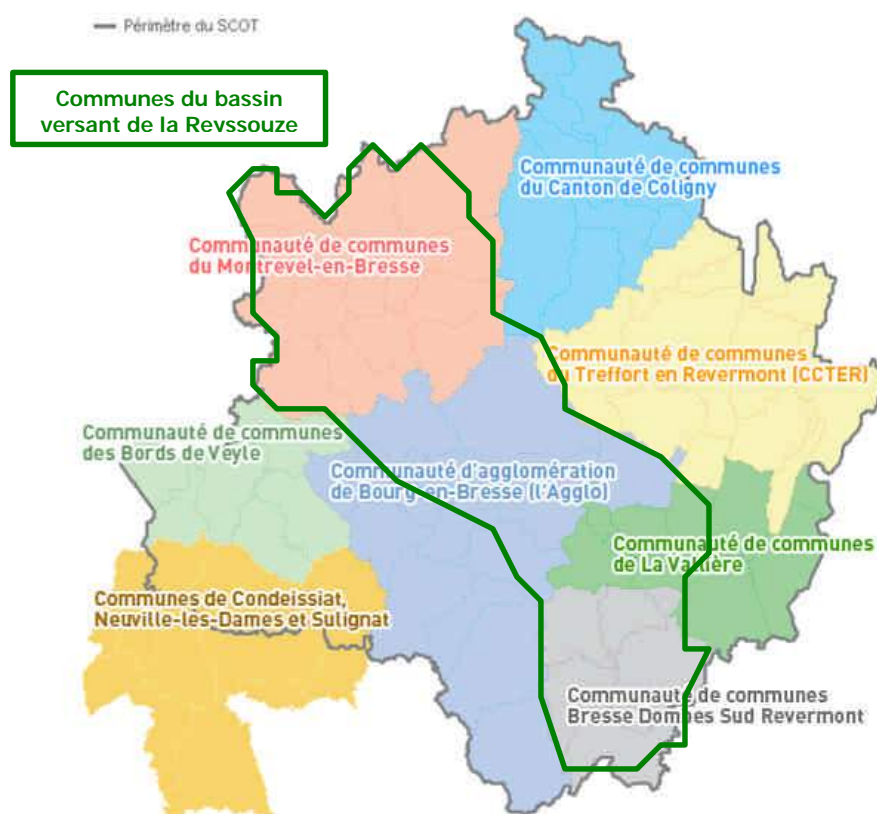 Périmètre du SCOT
Communes du bassin
versant de la Revssouze
Communauté de communes
du Canton de Coligny
Communauté de communes
du Montrevel-en-Bresse
Communauté de communes
du Treffort en Revermont (CCTER)
Communauté de communes
des Bords de Veyle
Communauté d'agglomération
de Bourg-en-Bresse (l'Agglo)
Communauté de communes
de La Vallière
Communes de Condeissiat,
Neuville-les-Dames et Sulignat
Communauté de communes
Bresse Dombes Sud Revermont